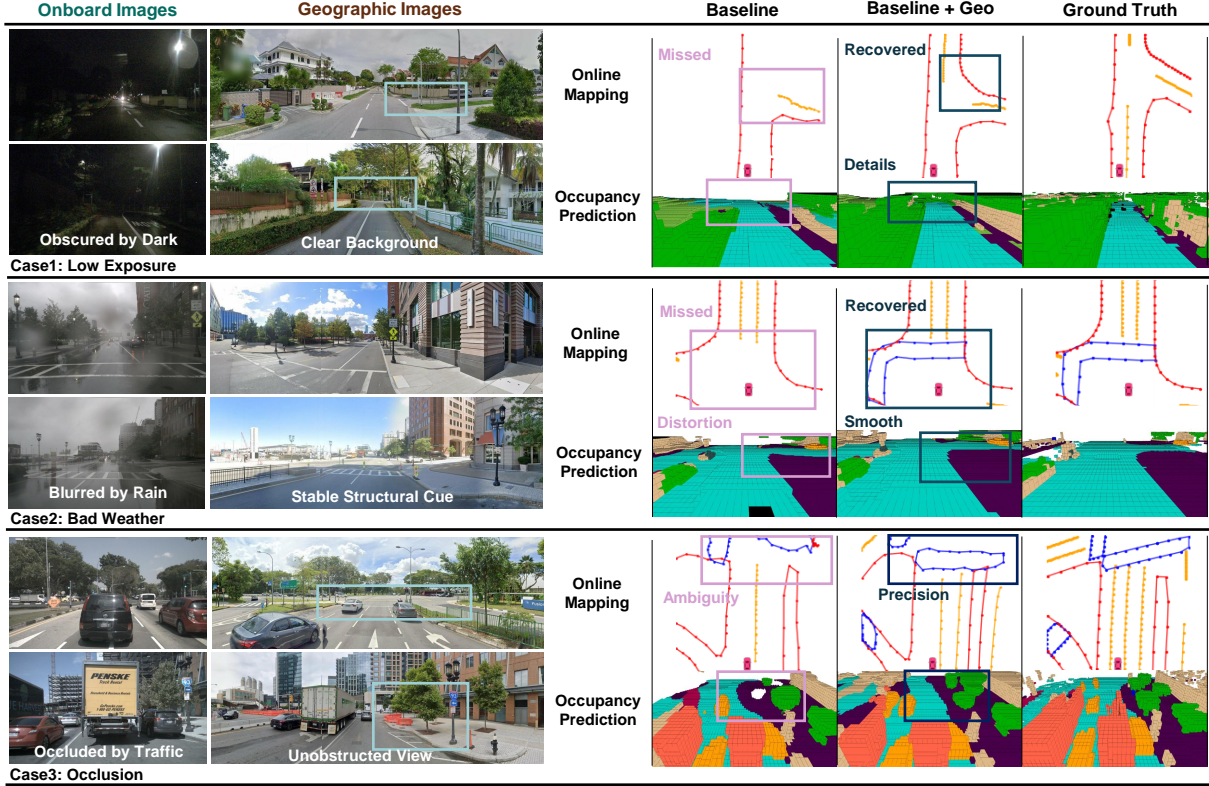 Onboard Images
Geographic Images
Baseline
Baseline + Geo
Ground Truth
Online
Mapping
Missed
Recovered
Obscured by Dark
Clear Background
Occupancy
Prediction
Details
Case1: Low Exposure
Online
Mapping
Missed
Recovered
Blurred by Rain
Stable Structural Cue
Occupancy
Prediction
Distortion
Smooth
Case2: Bad Weather
Online
Mapping
Ambiguity
Precision
PENSKE
Truck Rental
Occluded by Traffic
Unobstructed View
Occupancy
Prediction
Case3: Occlusion